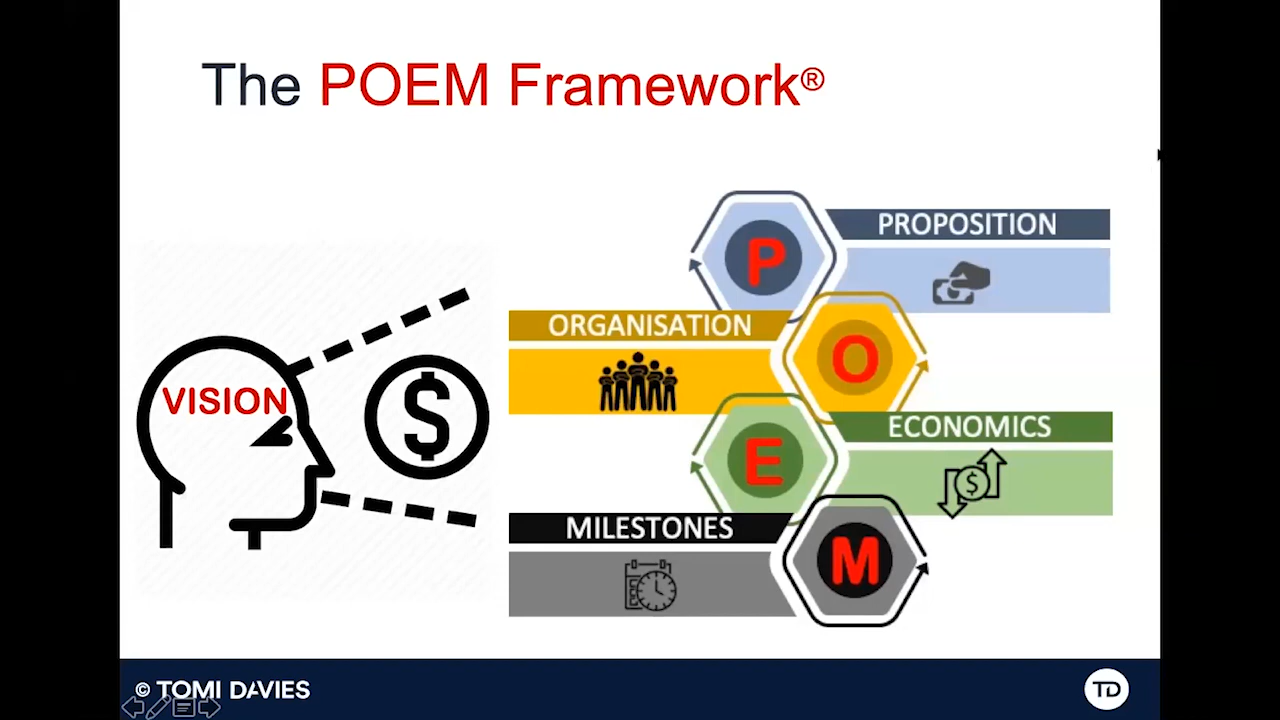 The POEM Framework®
VISION
$
P
PROPOSITION
ORGANISATION
O
E
ECONOMICS
$
MILESTONES
M
© TOMI DAVIES
TD